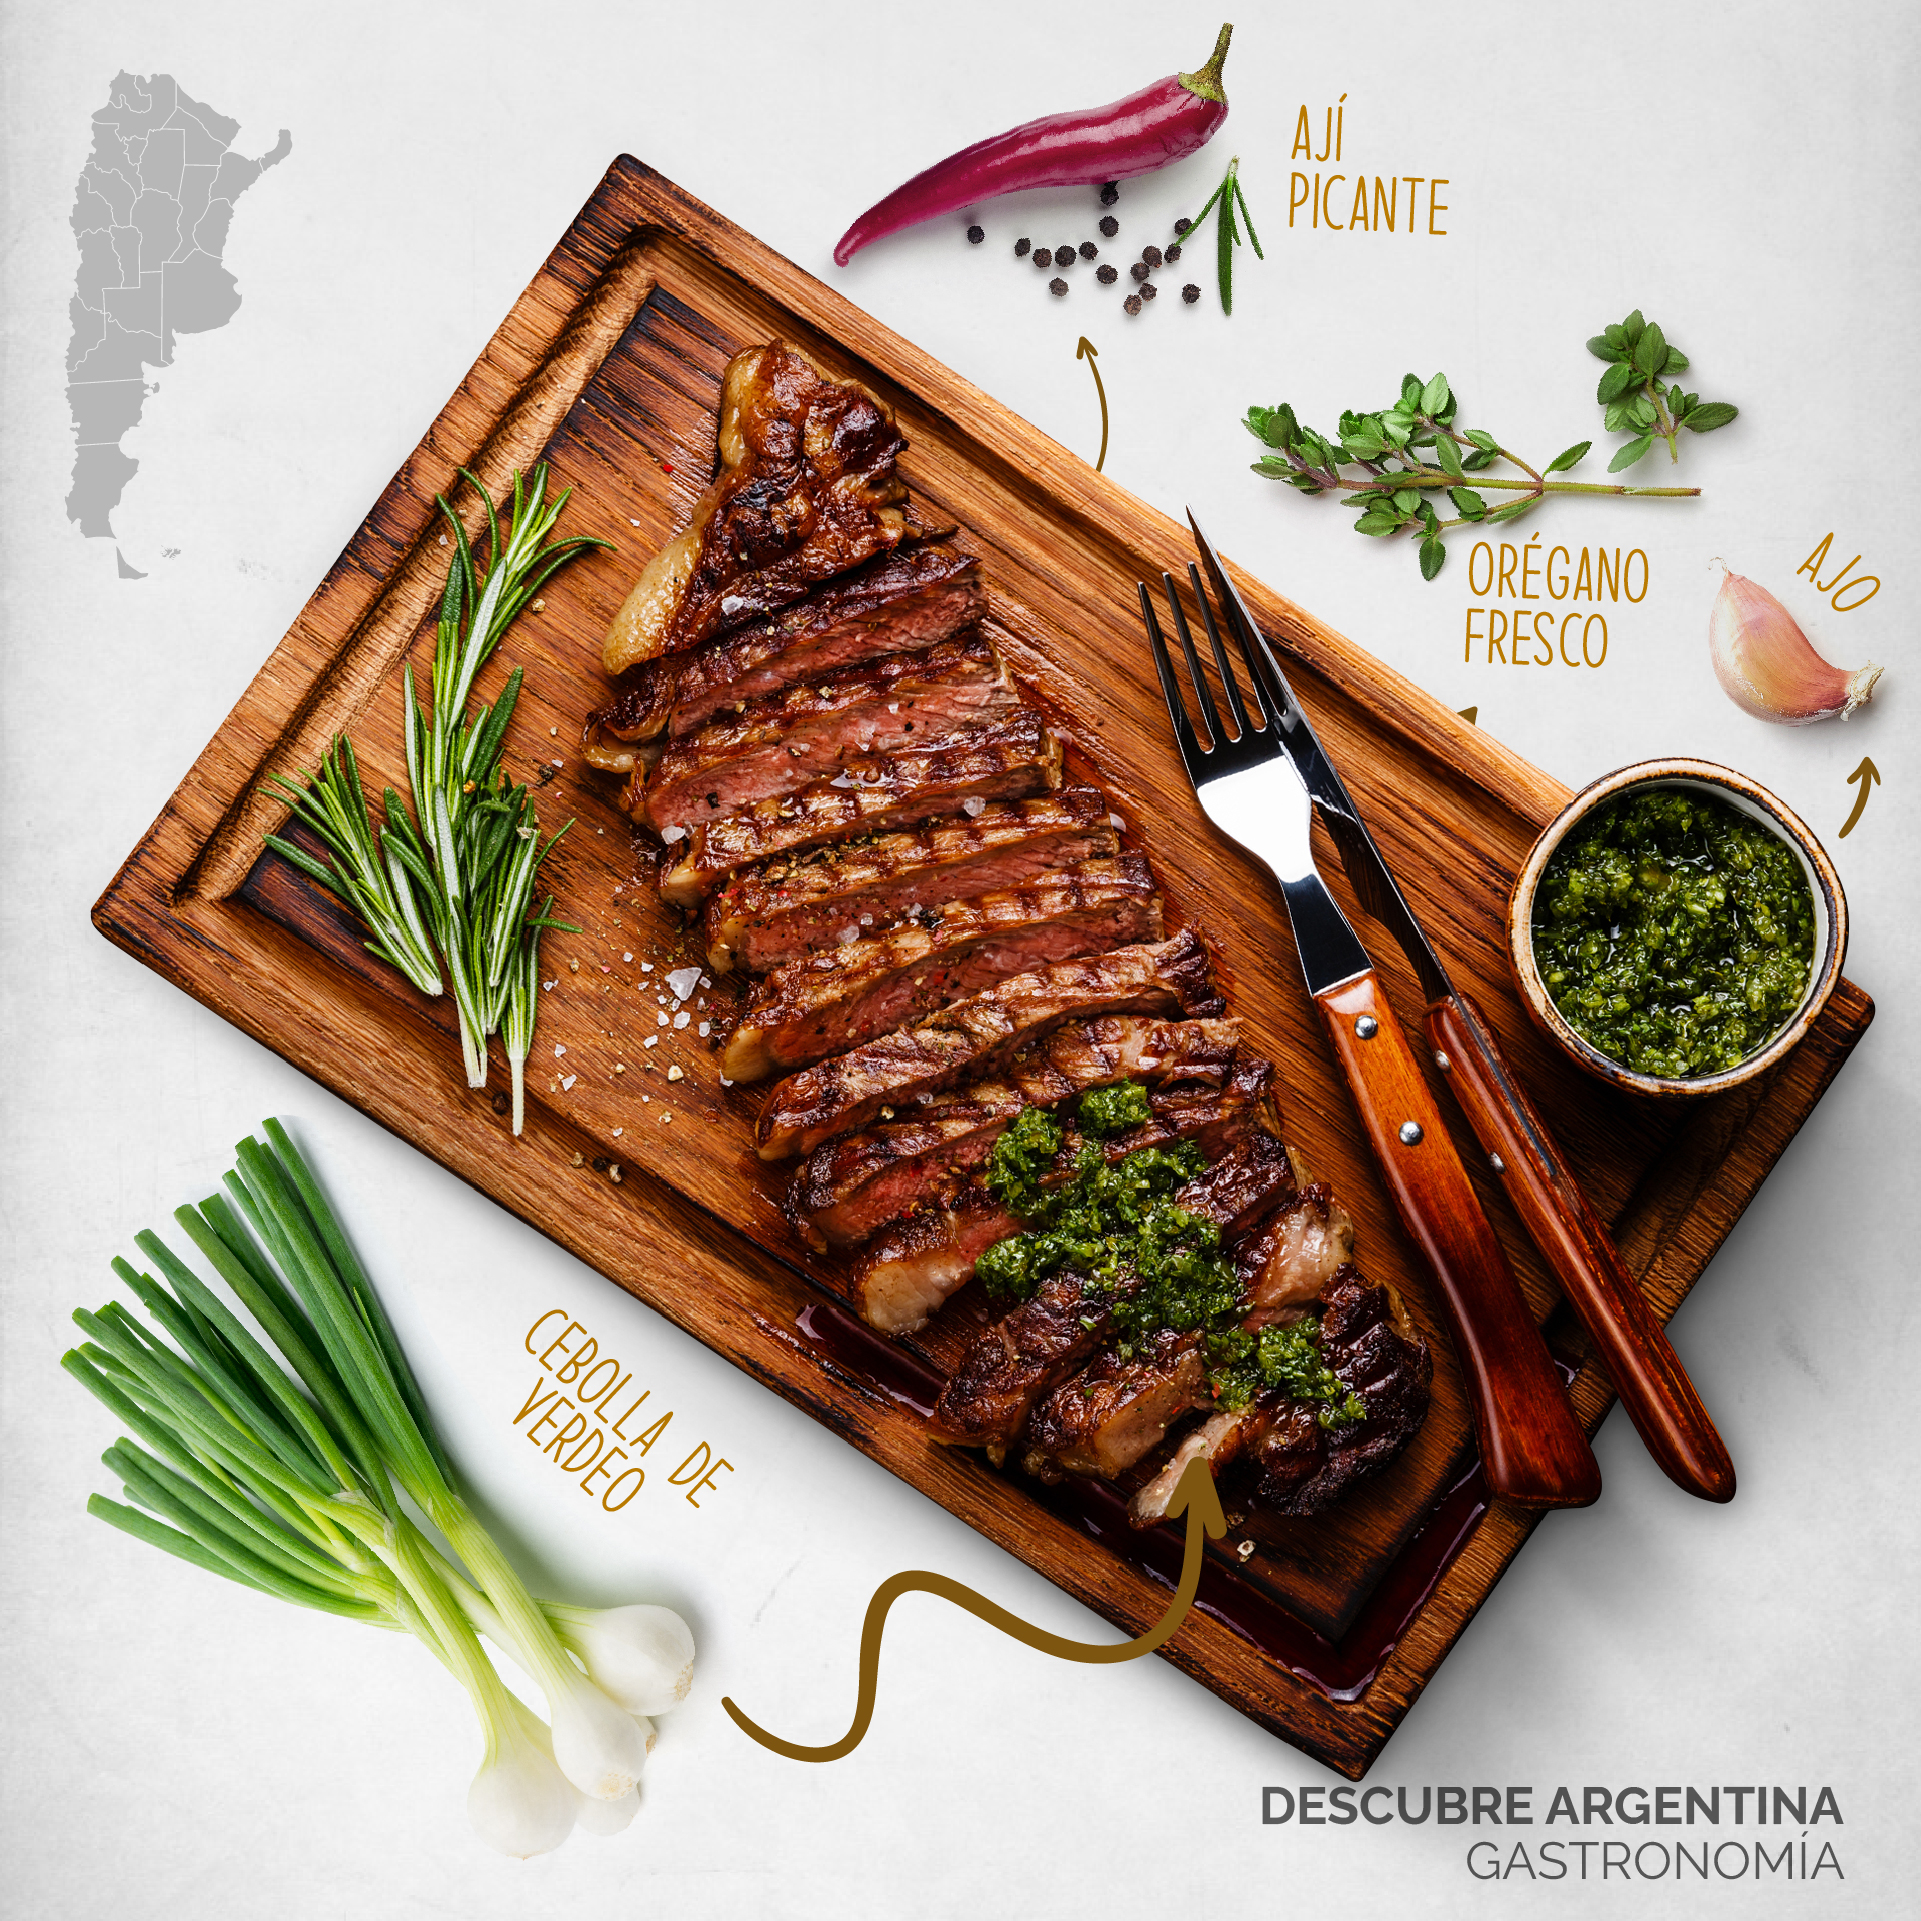 AJÍ
PICANTE
ORÉGANO
FRESCO
AJO
CEBOLLA DE
VERDEO
DESCUBRE ARGENTINA
GASTRONOMÍA